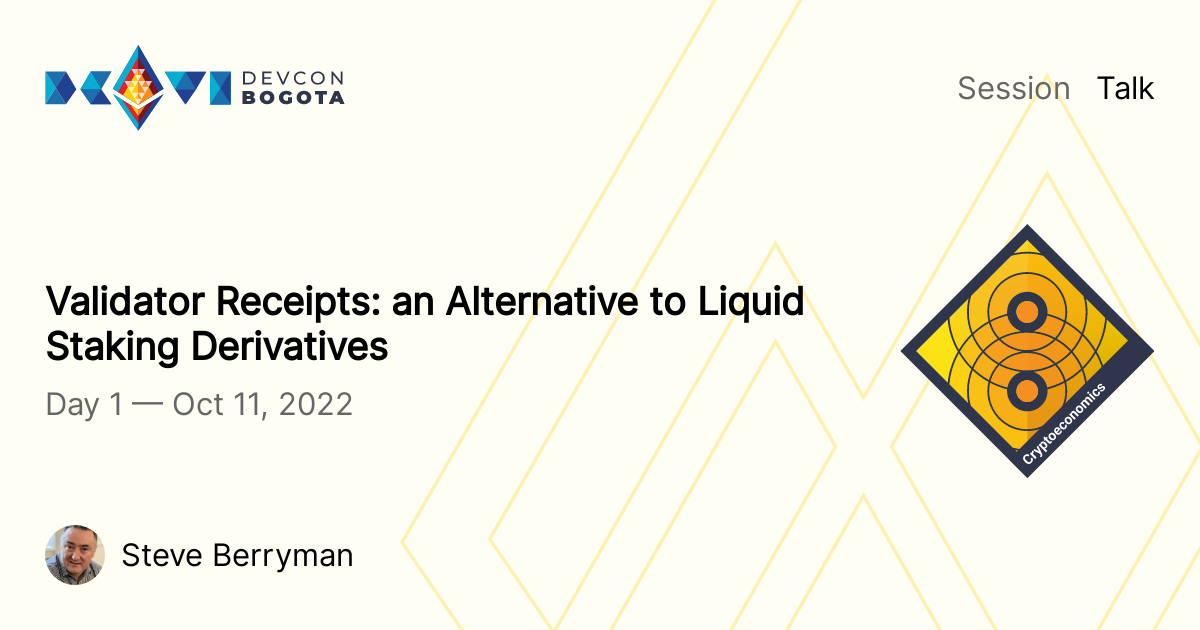 DEVCON
BOGOTA
Session Talk
Validator Receipts: an Alternative to Liquid
Staking Derivatives
Day 1 — Oct 11, 2022
Cryptoeconomics
Steve Berryman